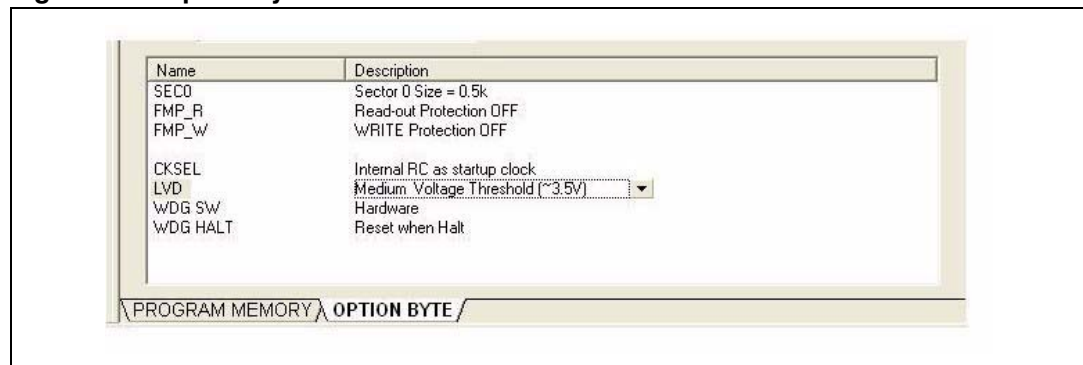 Name Description
SEC0 Sector 0 Size = 0.5k
FMP_R Read-out Protection OFF
FMP_W WRITE Protection OFF
CKSEL Internal RC as startup clock
LVD Medium Voltage Threshold (~3.5V)
WDG SW Hardware
WDG HALT Reset when Halt
PROGRAM MEMORY OPTION BYTE